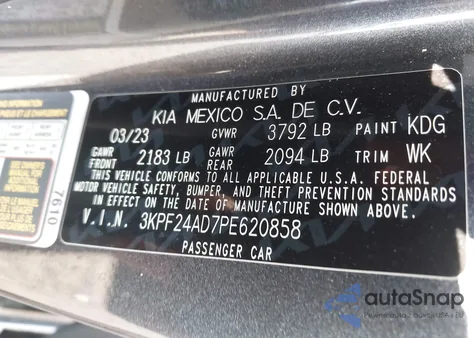 MANUFACTURED BY
KIA MEXICO S.A. DE C.V.
03/23 GVWR 3792 LB PAINT KDG
GAWR FRONT 2183 LB GAWR REAR 2094 LB TRIM WK
THIS VEHICLE CONFORMS TO ALL APPLICABLE U.S.A. FEDERAL
MOTOR VEHICLE SAFETY, BUMPER, AND THEFT PREVENTION STANDARDS
IN EFFECT ON THE DATE OF MANUFACTURE SHOWN ABOVE.
V.I.N. 3KPF24AD7PE620858
PASSENGER CAR
7610
autoSnap